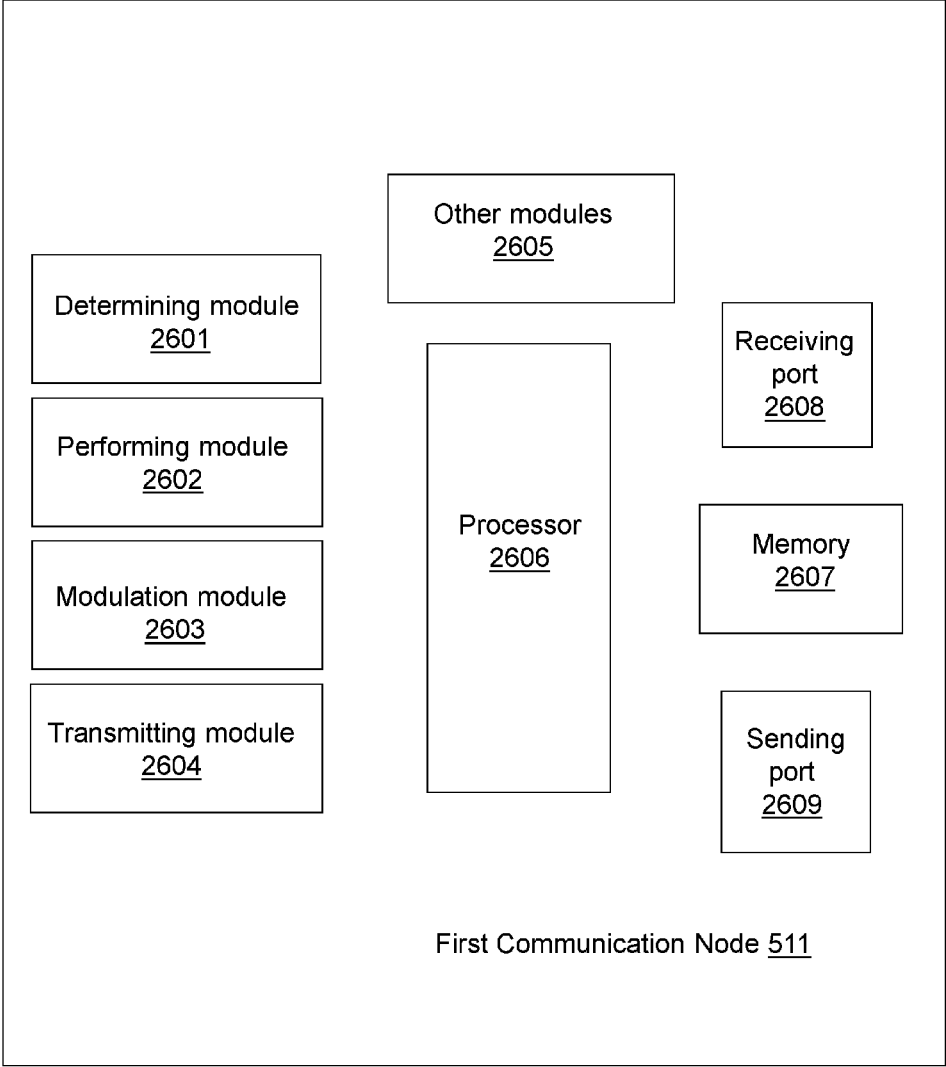 Other modules
2605
Determining module
2601
Performing module
2602
Modulation module
2603
Transmitting module
2604
Processor
2606
Receiving
port
2608
Memory
2607
Sending
port
2609
First Communication Node 511